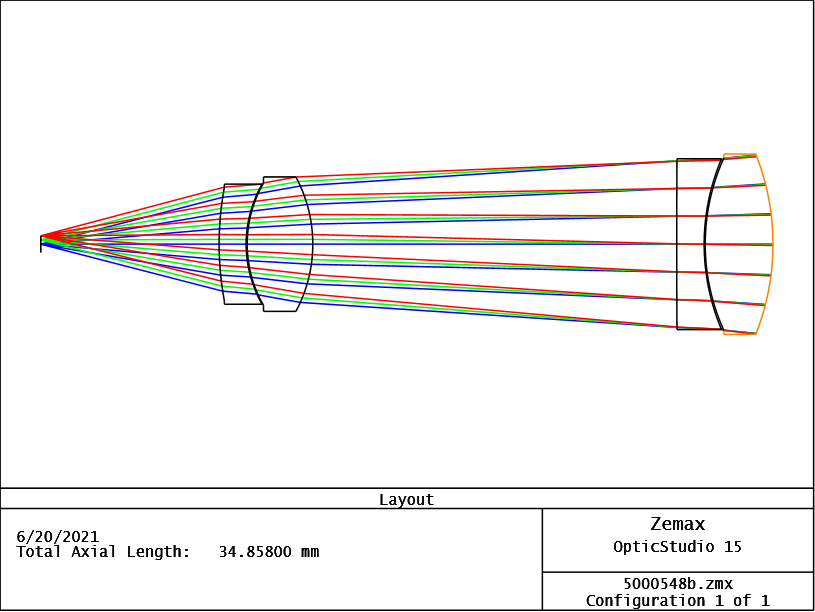 Layout
6/20/2021
Total Axial Length:   34.85800 mm
Zemax
OpticStudio 15
5000548b.zmx
Configuration 1 of 1